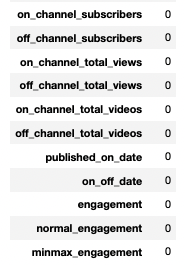 on_channel_subscribers 0
off_channel_subscribers 0
on_channel_total_views 0
off_channel_total_views 0
on_channel_total_videos 0
off_channel_total_videos 0
published_on_date 0
on_off_date 0
engagement 0
normal_engagement 0
minmax_engagement 0